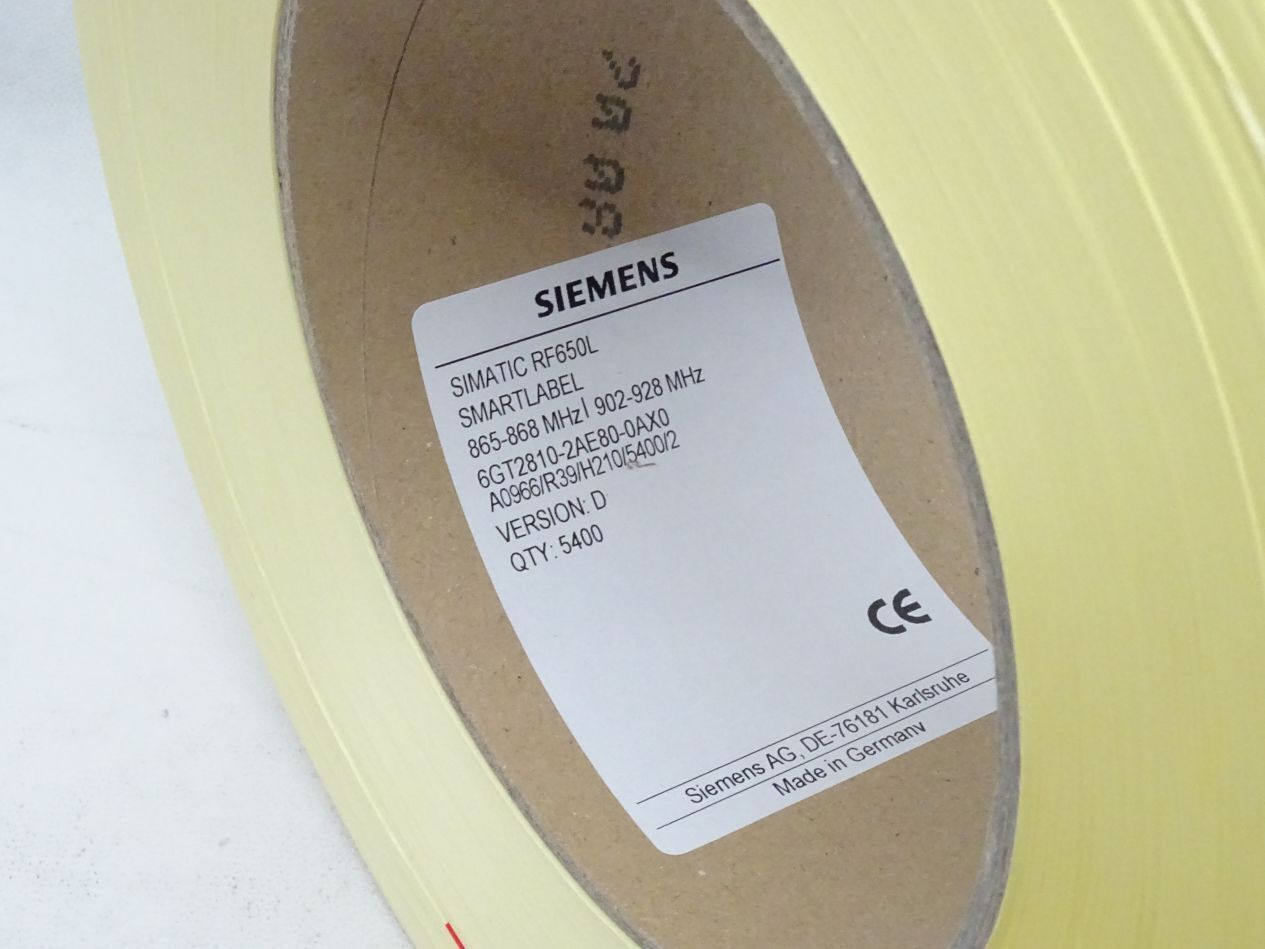 SIEMENS
SIMATIC RF650L
SMARTLABEL
865-868 MHz| 902-928 MHz
6GT2810-2AE80-0AX0
A0966/R39/H210/5400/2
VERSION: D
QTY: 5400
CE
Siemens AG, DE-76181 Karlsruhe
Made in Germany